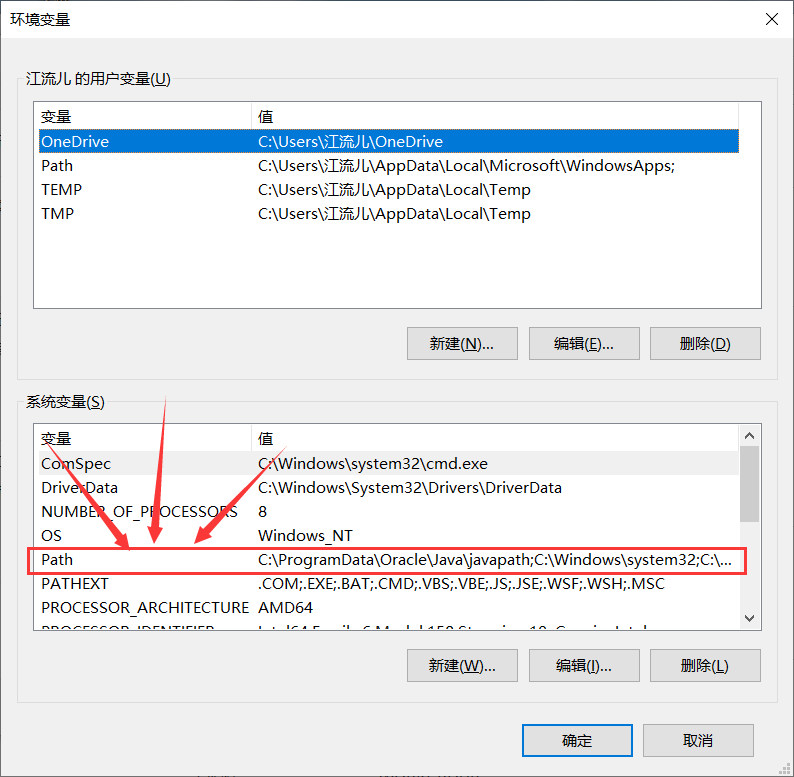 环境变量
江流儿 的用户变量(U)
变量 值
OneDrive C:\Users\江流儿\OneDrive
Path C:\Users\江流儿\AppData\Local\Microsoft\WindowsApps;
TEMP C:\Users\江流儿\AppData\Local\Temp
TMP C:\Users\江流儿\AppData\Local\Temp
新建(N)... 编辑(E)... 删除(D)
系统变量(S)
变量 值
ComSpec C:\Windows\system32\cmd.exe
DriverData C:\Windows\System32\Drivers\DriverData
NUMBER_OF_PROCESSORS 8
OS Windows_NT
Path C:\ProgramData\Oracle\Java\javapath;C:\Windows\system32;C:\...
PATHEXT .COM;.EXE;.BAT;.CMD;.VBS;.VBE;.JS;.JSE;.WSF;.WSH;.MSC
PROCESSOR_ARCHITECTURE AMD64
新建(W)... 编辑(I)... 删除(L)
确定 取消